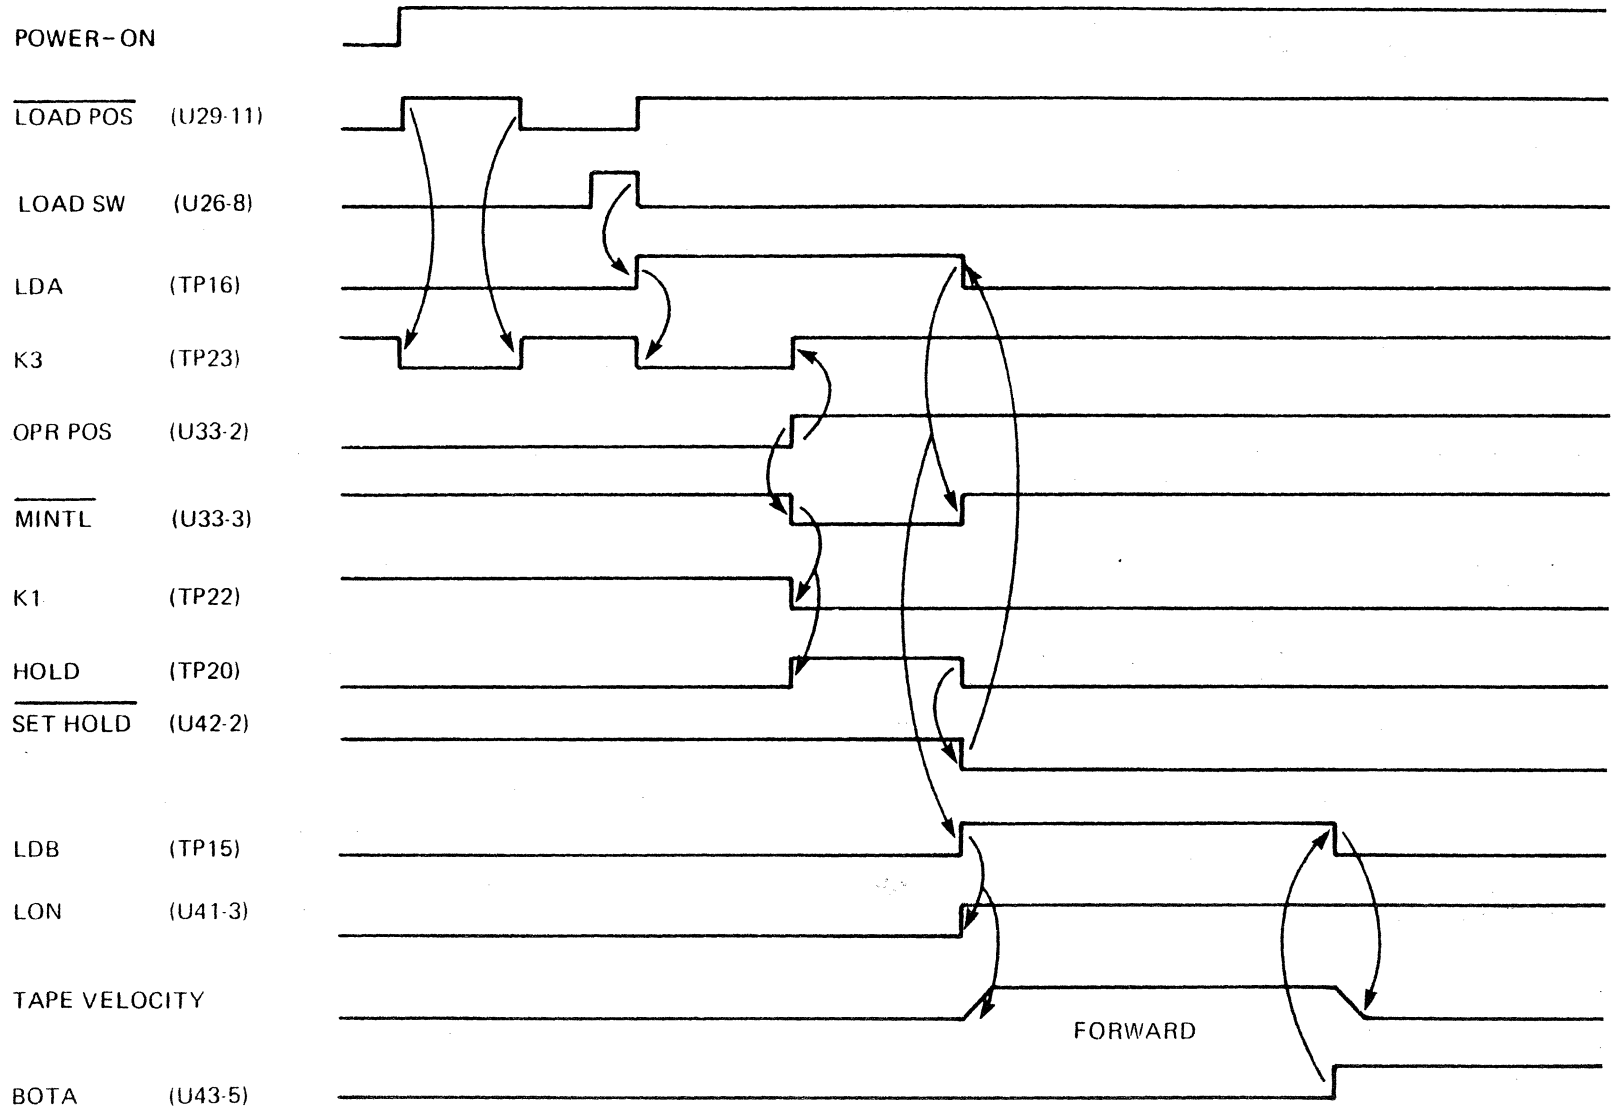 POWER-ON
LOAD POS (U29-11)
LOAD SW (U26-8)
LDA (TP16)
K3 (TP23)
OPR POS (U33-2)
MINTL (U33-3)
K1 (TP22)
HOLD (TP20)
SET HOLD (U42-2)
LDB (TP15)
LON (U41-3)
TAPE VELOCITY
FORWARD
BOTA (U43-5)